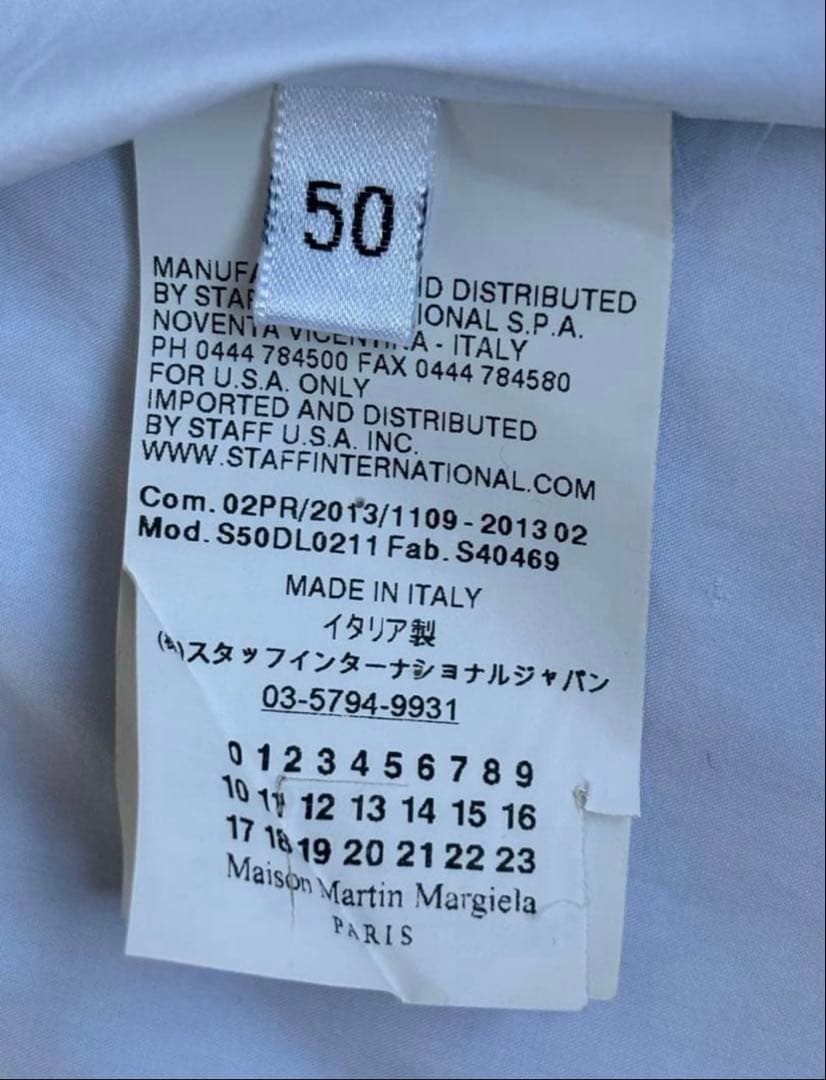 50
MANUFA ID DISTRIBUTED
BY STAF IONAL S.P.A.
NOVENTA VICENTINA - ITALY
PH 0444 784500 FAX 0444 784580
FOR U.S.A. ONLY
IMPORTED AND DISTRIBUTED
BY STAFF U.S.A. INC.
WWW.STAFFINTERNATIONAL.COM
Com. 02PR/2013/1109 - 2013 02
Mod. S50DL0211 Fab. S40469
MADE IN ITALY
イタリア製
スタッフインターナショナルジャパン
03-5794-9931
0 1 2 3 4 5 6 7 8 9
10 11 12 13 14 15 16
17 18 19 20 21 22 23
Maison Martin Margiela
PARIS